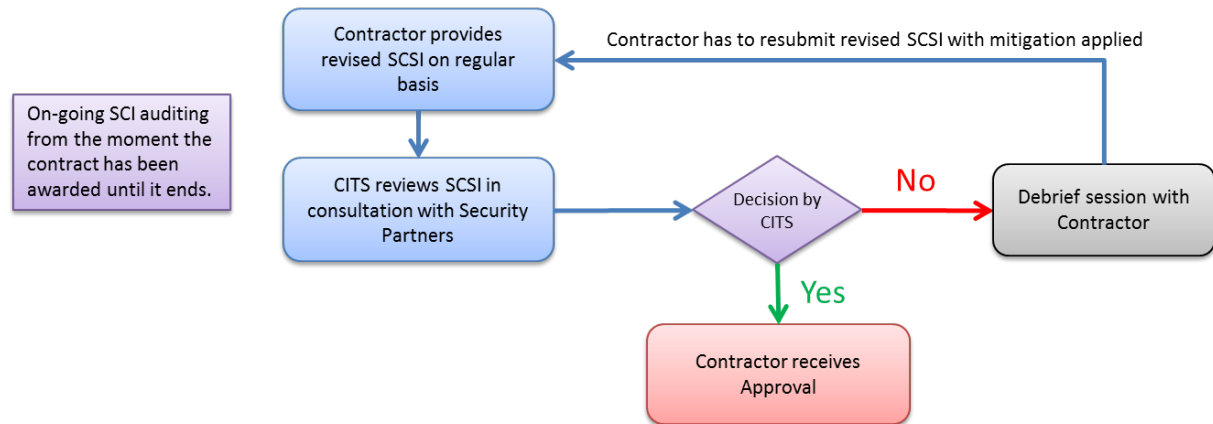 Contractor provides
revised SCSI on regular
basis
Contractor has to resubmit revised SCSI with mitigation applied
On-going SCI auditing
from the moment the
contract has been
awarded until it ends.
CITS reviews SCSI in
consultation with Security
Partners
Decision by
CITS
No
Debrief session with
Contractor
Yes
Contractor receives
Approval